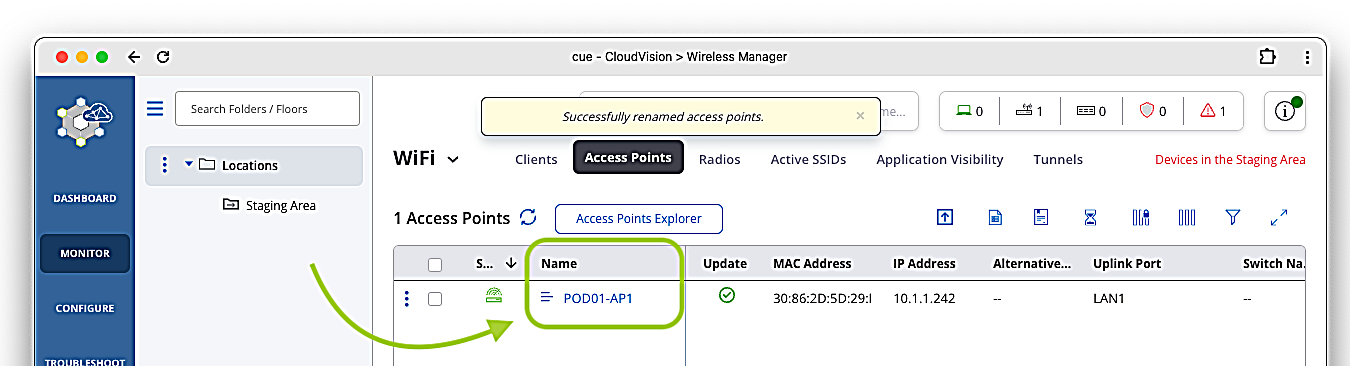 cue - CloudVision > Wireless Manager
Search Folders / Floors
Successfully renamed access points.
×
me...
0
1
0
0
1
Locations
Staging Area
DASHBOARD
MONITOR
CONFIGURE
TROUBLESHOOT
WiFi
Clients
Access Points
Radios
Active SSIDs
Application Visibility
Tunnels
Devices in the Staging Area
1 Access Points
Access Points Explorer
S... Name Update MAC Address IP Address Alternative... Uplink Port Switch Na.
POD01-AP1 30:86:2D:5D:29: 10.1.1.242 -- LAN1 --